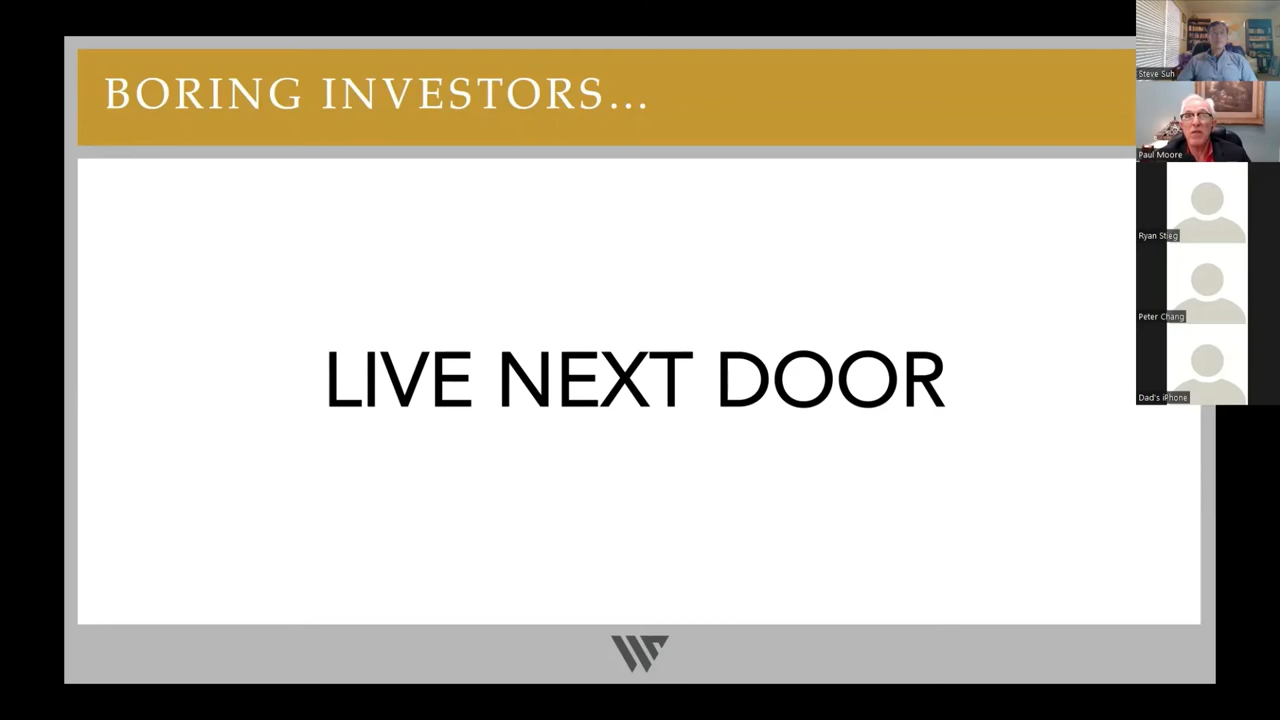 BORING INVESTORS...
LIVE NEXT DOOR
Steve Suh
Paul Moore
Ryan Stieg
Peter Chang
Dad's iPhone